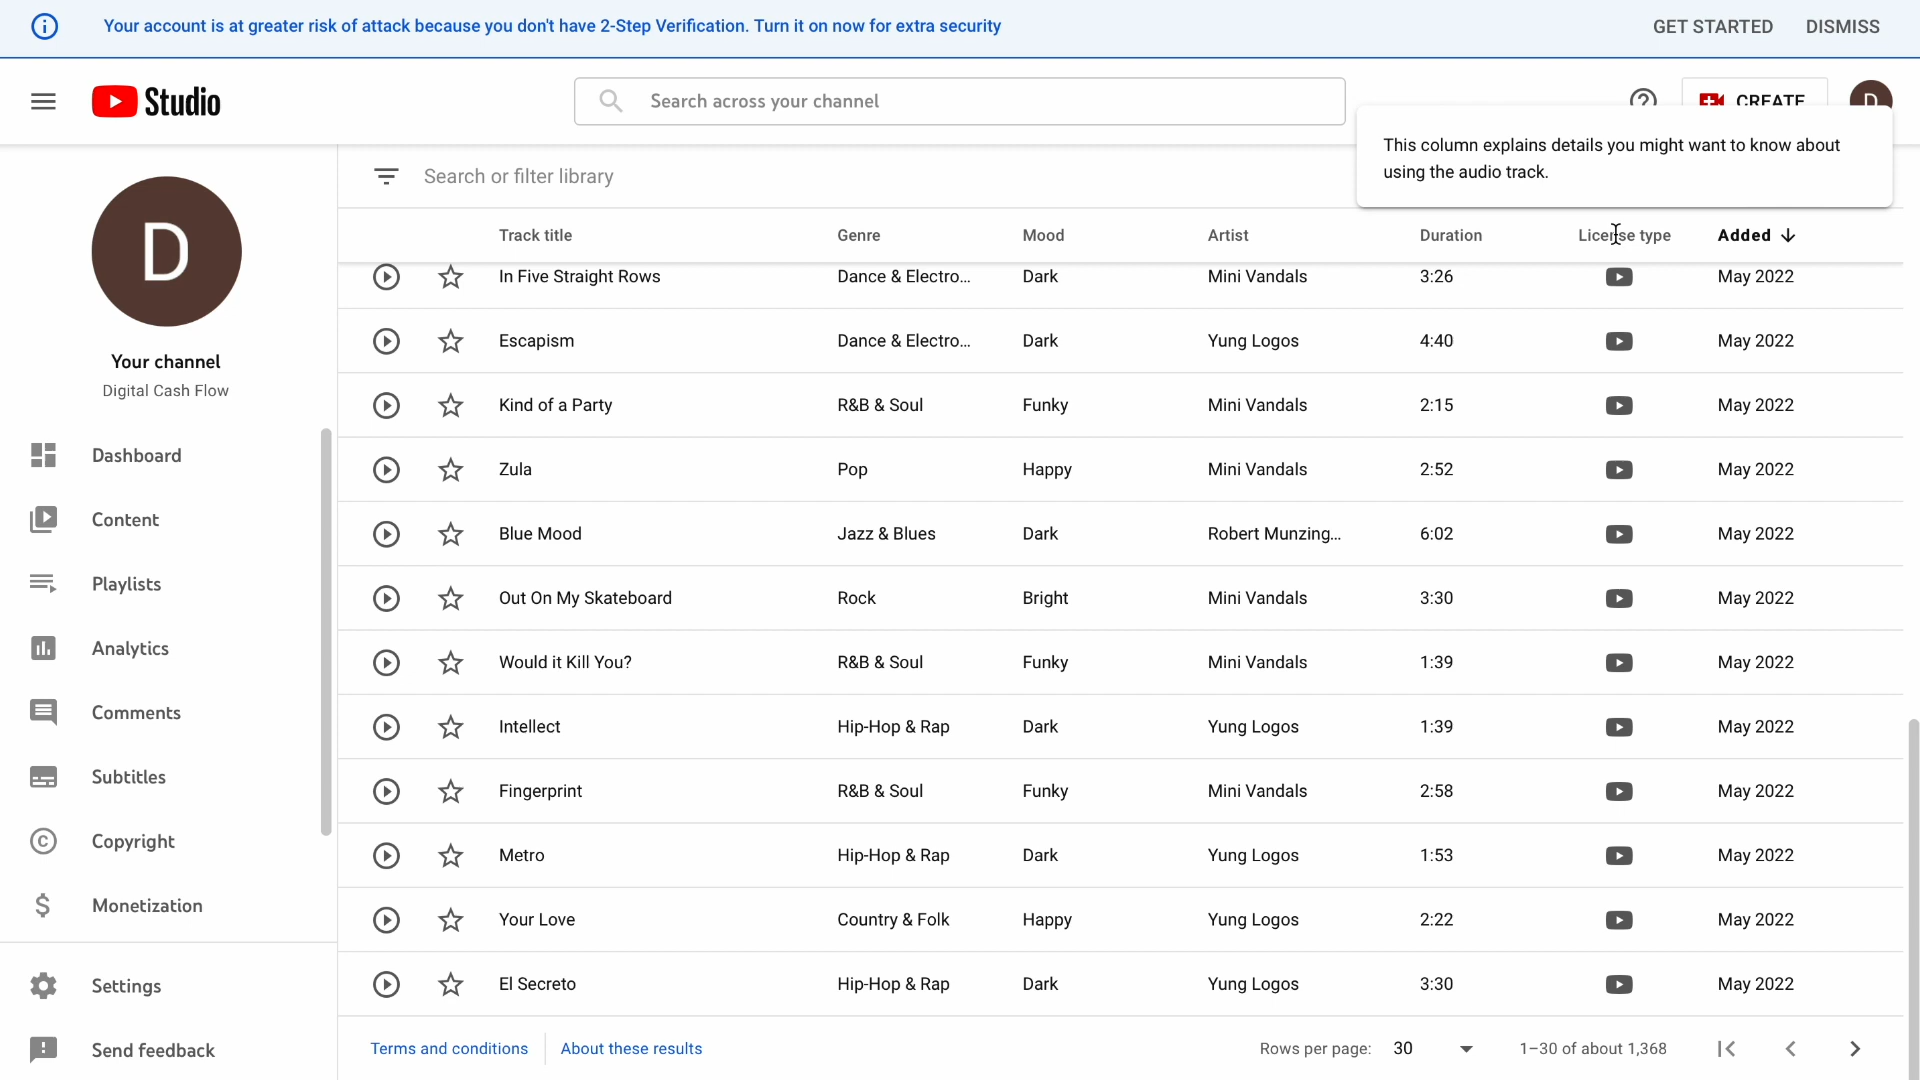 Your account is at greater risk of attack because you don't have 2-Step Verification. Turn it on now for extra security GET STARTED DISMISS
Studio Search across your channel CREATE D
This column explains details you might want to know about
using the audio track.
Search or filter library
Track title Genre Mood Artist Duration License type Added
In Five Straight Rows Dance & Electro... Dark Mini Vandals 3:26 May 2022
Escapism Dance & Electro... Dark Yung Logos 4:40 May 2022
Kind of a Party R&B & Soul Funky Mini Vandals 2:15 May 2022
Zula Pop Happy Mini Vandals 2:52 May 2022
Blue Mood Jazz & Blues Dark Robert Munzing... 6:02 May 2022
Out On My Skateboard Rock Bright Mini Vandals 3:30 May 2022
Would it Kill You? R&B & Soul Funky Mini Vandals 1:39 May 2022
Intellect Hip-Hop & Rap Dark Yung Logos 1:39 May 2022
Fingerprint R&B & Soul Funky Mini Vandals 2:58 May 2022
Metro Hip-Hop & Rap Dark Yung Logos 1:53 May 2022
Your Love Country & Folk Happy Yung Logos 2:22 May 2022
El Secreto Hip-Hop & Rap Dark Yung Logos 3:30 May 2022
Terms and conditions About these results Rows per page: 30 1–30 of about 1,368
D
Your channel
Digital Cash Flow
Dashboard
Content
Playlists
Analytics
Comments
Subtitles
Copyright
Monetization
Settings
Send feedback